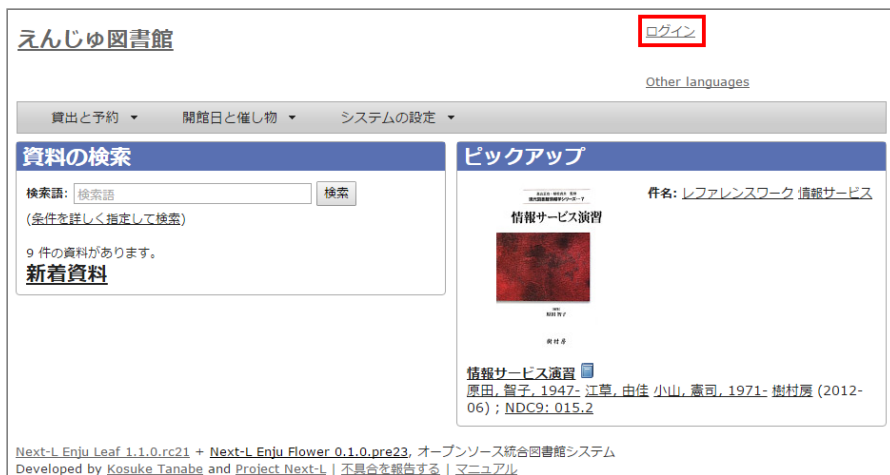 えんじゅ図書館
ログイン
Other languages
貸出と予約 ▼
開館日と催し物 ▼
システムの設定 ▼
資料の検索
検索語: 検索語 検索
(条件を詳しく指定して検索)
9 件の資料があります。
新着資料
ピックアップ
情報サービス演習
樹村房
件名: レファレンスワーク 情報サービス
情報サービス演習
原田, 智子, 1947- 江草, 由佳 小山, 憲司, 1971- 樹村房 (2012-
06) ; NDC9: 015.2
Next-L Enju Leaf 1.1.0.rc21 + Next-L Enju Flower 0.1.0.pre23, オープンソース統合図書館システム
Developed by Kosuke Tanabe and Project Next-L | 不具合を報告する | マニュアル